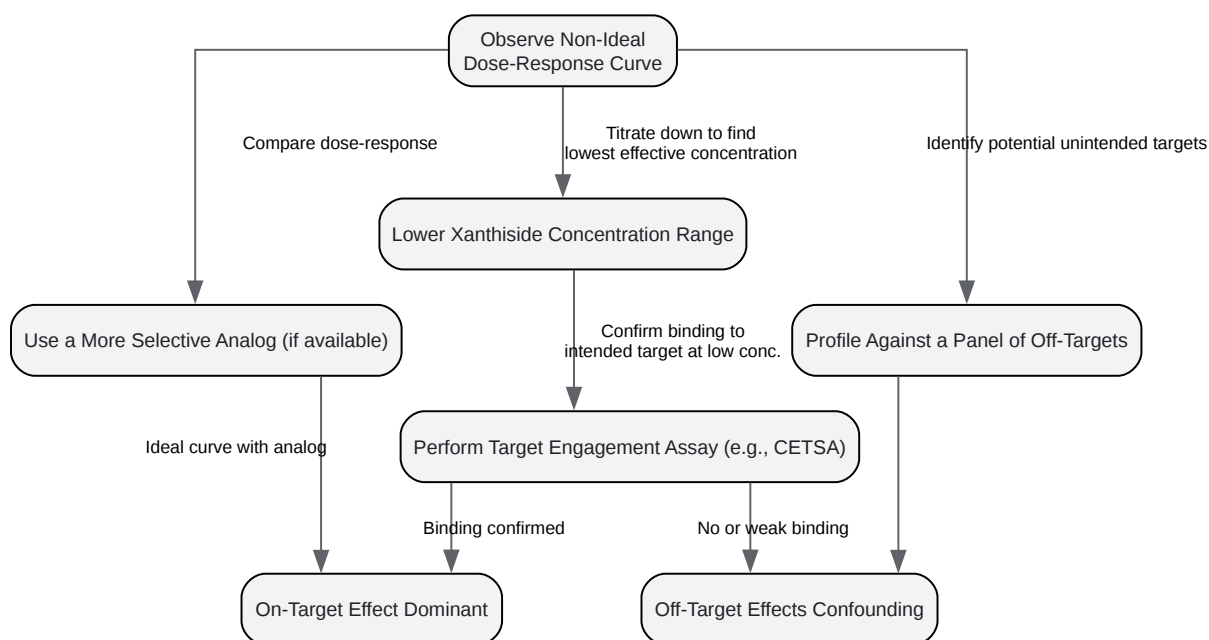 Observe Non-Ideal
Dose-Response Curve
Compare dose-response
Titrate down to find
lowest effective concentration
Identify potential unintended targets
Lower Xanthiside Concentration Range
Use a More Selective Analog (if available)
Confirm binding to
intended target at low conc.
Profile Against a Panel of Off-Targets
Ideal curve with analog
Perform Target Engagement Assay (e.g., CETSA)
Binding confirmed
No or weak binding
On-Target Effect Dominant
Off-Target Effects Confounding